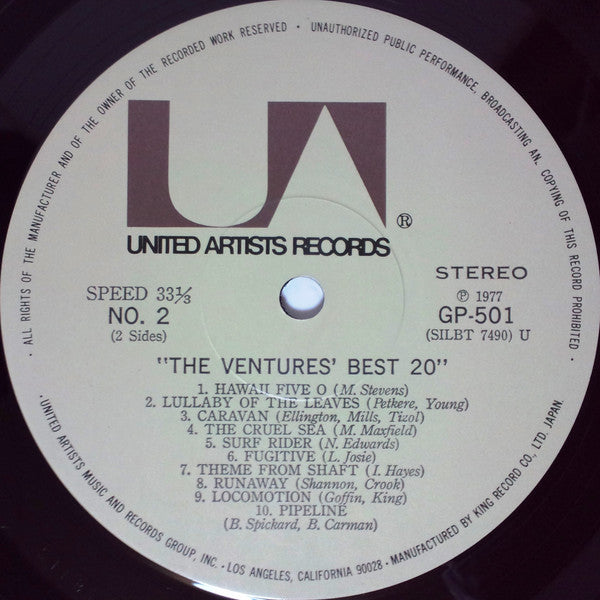 • ALL RIGHTS OF THE MANUFACTURER AND OF THE OWNER OF THE RECORDED WORK RESERVED • UNAUTHORIZED PUBLIC PERFORMANCE, BROADCASTING AN, COPYING OF THIS RECORD PROHIBITED.
UA
®
UNITED ARTISTS RECORDS
SPEED 33⅓
NO. 2
(2 Sides)
STEREO
Ⓟ 1977
GP-501
(SILBT 7490) U
"THE VENTURES' BEST 20"
1. HAWAII FIVE O (M. Stevens)
2. LULLABY OF THE LEAVES (Petkere, Young)
3. CARAVAN (Ellington, Mills, Tizol)
4. THE CRUEL SEA (M. Maxfield)
5. SURF RIDER (N. Edwards)
6. FUGITIVE (L. Josie)
7. THEME FROM SHAFT (I. Hayes)
8. RUNAWAY (Shannon, Crook)
9. LOCOMOTION (Goffin, King)
10. PIPELINE
(B. Spickard, B. Carman)
• UNITED ARTISTS MUSIC AND RECORDS GROUP, INC. • LOS ANGELES, CALIFORNIA 90028 • MANUFACTURED BY KING RECORD CO., LTD. JAPAN.